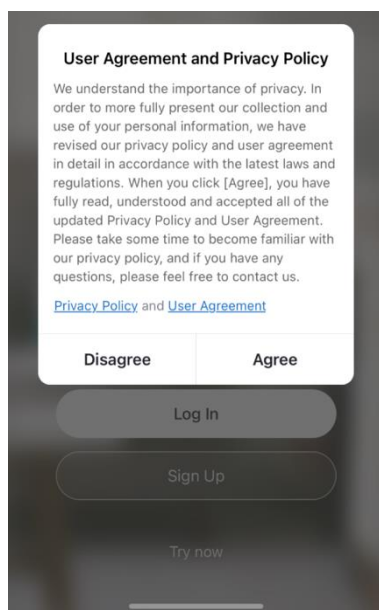 User Agreement and Privacy Policy
We understand the importance of privacy. In
order to more fully present our collection and
use of your personal information, we have
revised our privacy policy and user agreement
in detail in accordance with the latest laws and
regulations. When you click [Agree], you have
fully read, understood and accepted all of the
updated Privacy Policy and User Agreement.
Please take some time to become familiar with
our privacy policy, and if you have any
questions, please feel free to contact us.
Privacy Policy and User Agreement
Disagree Agree
Log In
Sign Up
Try now